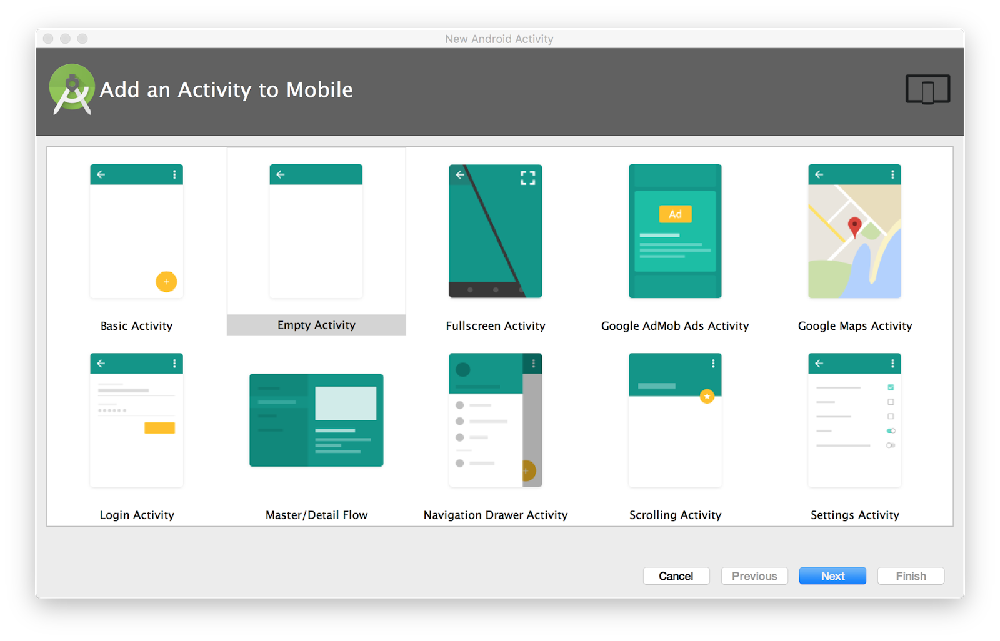 New Android Activity
Add an Activity to Mobile
Ad
Basic Activity
Empty Activity
Fullscreen Activity
Google AdMob Ads Activity
Google Maps Activity
Login Activity
Master/Detail Flow
Navigation Drawer Activity
Scrolling Activity
Settings Activity
Cancel
Previous
Next
Finish